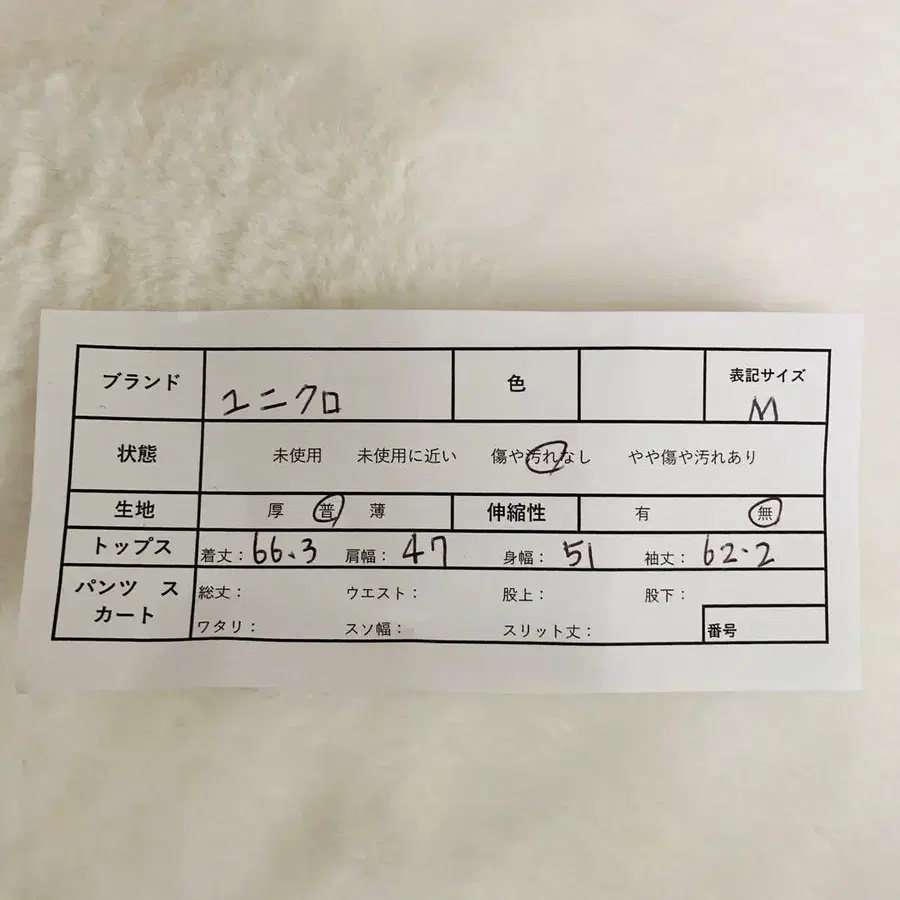 ブランド ユニクロ 色 表記サイズ M
状態 未使用 未使用に近い 傷や汚れなし やや傷や汚れあり
生地 厚 普 薄 伸縮性 有 無
トップス 着丈：66.3 肩幅：47 身幅：51 袖丈：62.2
パンツ ス 総丈： ウエスト： 股上： 股下：
カート ワタリ： スソ幅： スリット丈： 番号